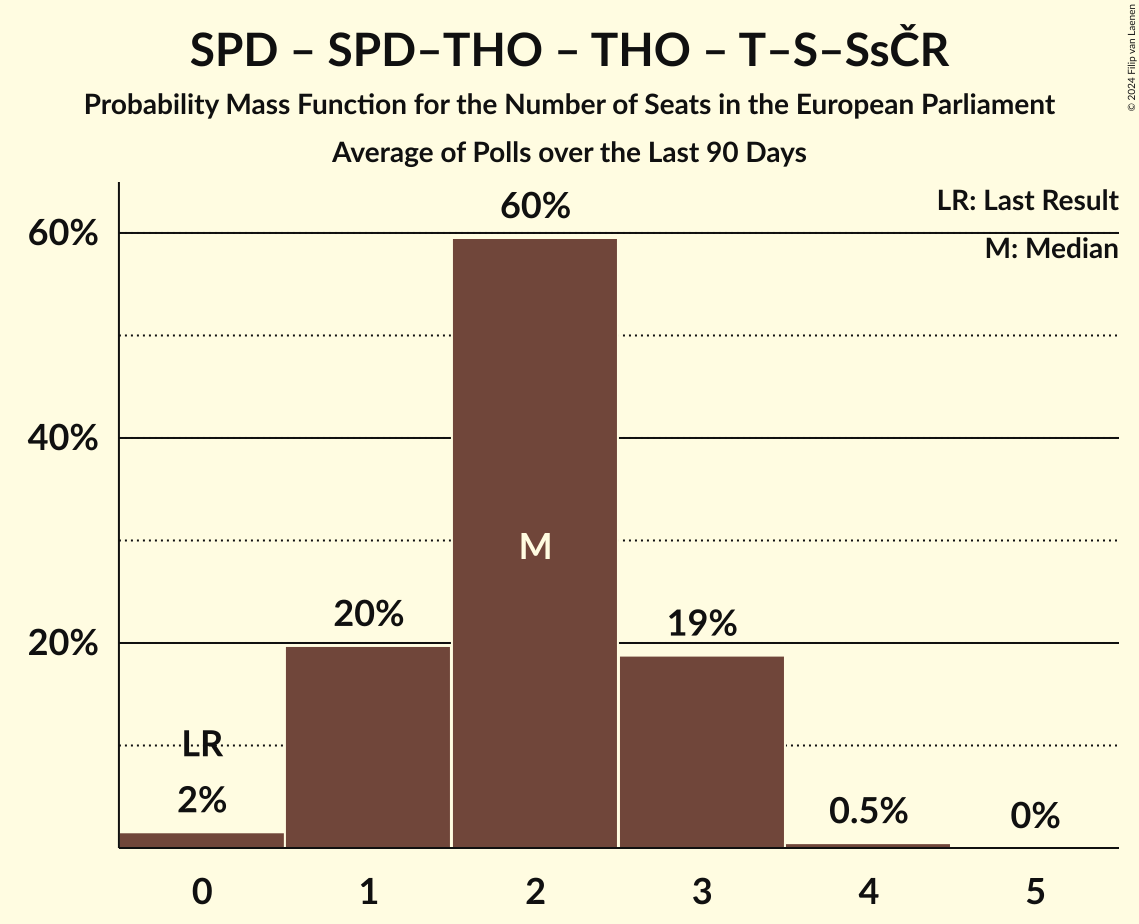 SPD – SPD–THO – THO – T–S–SsČR
Probability Mass Function for the Number of Seats in the European Parliament
Average of Polls over the Last 90 Days
© 2024 Filip van Laenen
LR: Last Result
M: Median
60%
40%
20%
LR
2%
20%
60%
M
19%
0.5%
0%
0 1 2 3 4 5